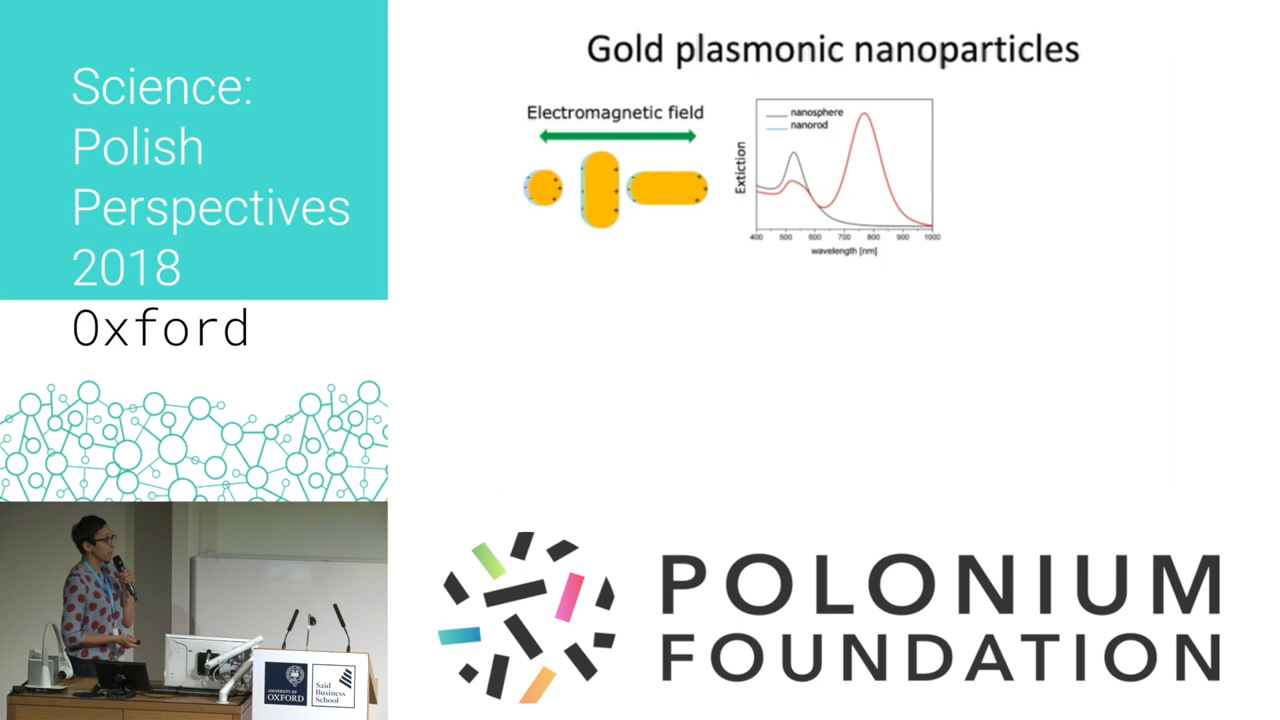 Science:
Polish
Perspectives
2018
Oxford
Gold plasmonic nanoparticles
Electromagnetic field
nanosphere
nanorod
Extiction
400 500 600 700 800 900 1000
wavelength [nm]
UNIVERSITY OF
OXFORD
Saïd
Business
School
POLONIUM
FOUNDATION